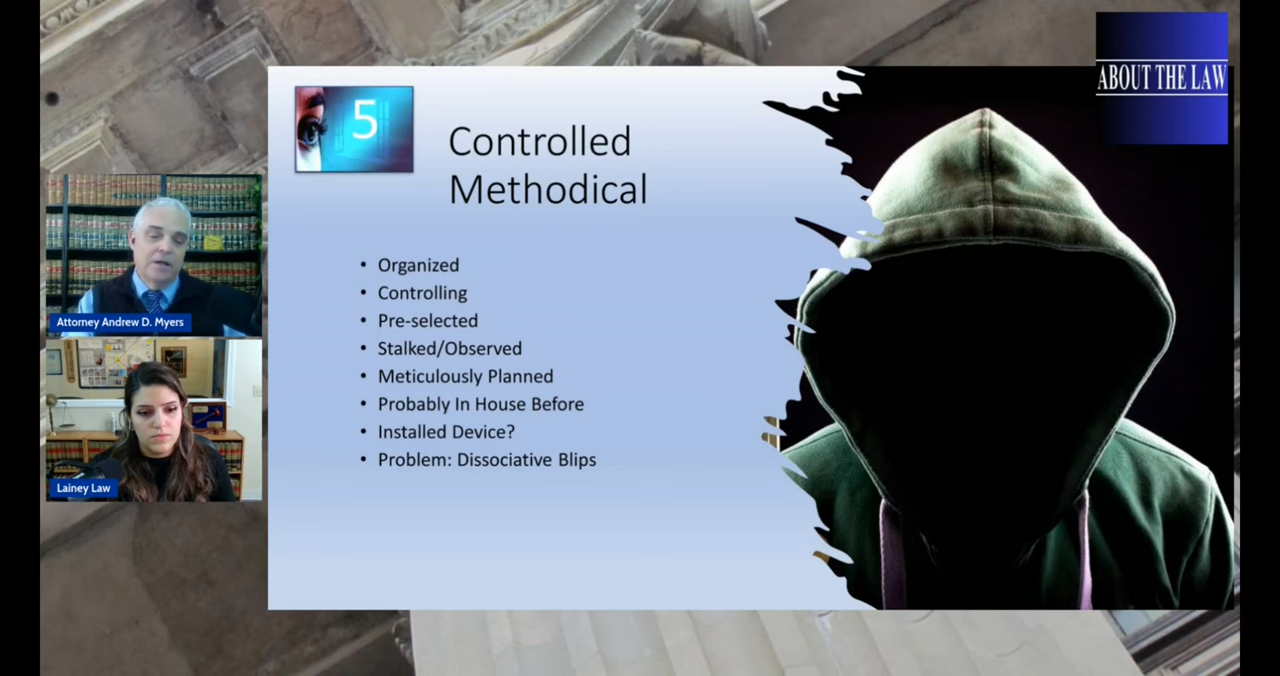 ABOUT THE LAW
5
Controlled
Methodical
• Organized
• Controlling
• Pre-selected
• Stalked/Observed
• Meticulously Planned
• Probably In House Before
• Installed Device?
• Problem: Dissociative Blips
Attorney Andrew D. Myers
Lainey Law